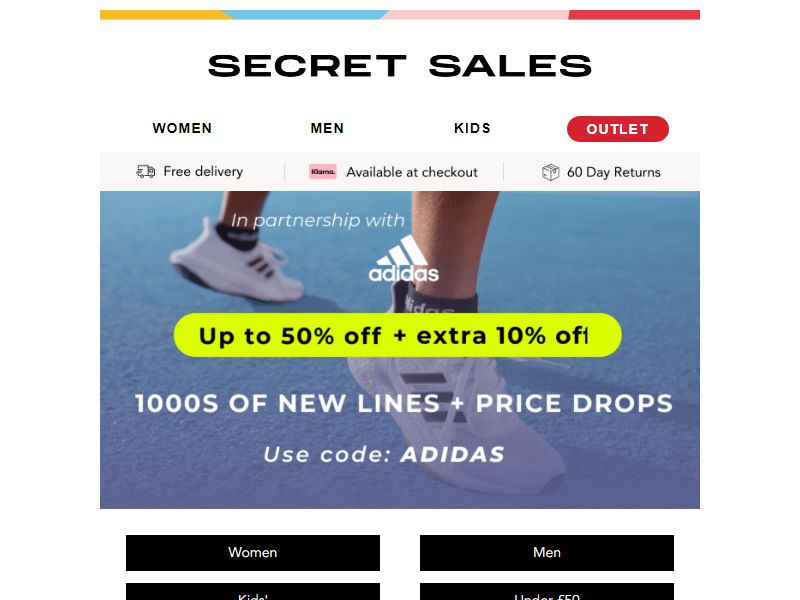 SECRET SALES
WOMEN MEN KIDS OUTLET
Free delivery Klarna. Available at checkout 60 Day Returns
In partnership with
adidas
adidas
Up to 50% off + extra 10% off
1000S OF NEW LINES + PRICE DROPS
Use code: ADIDAS
Women Men
Kids' Under £50